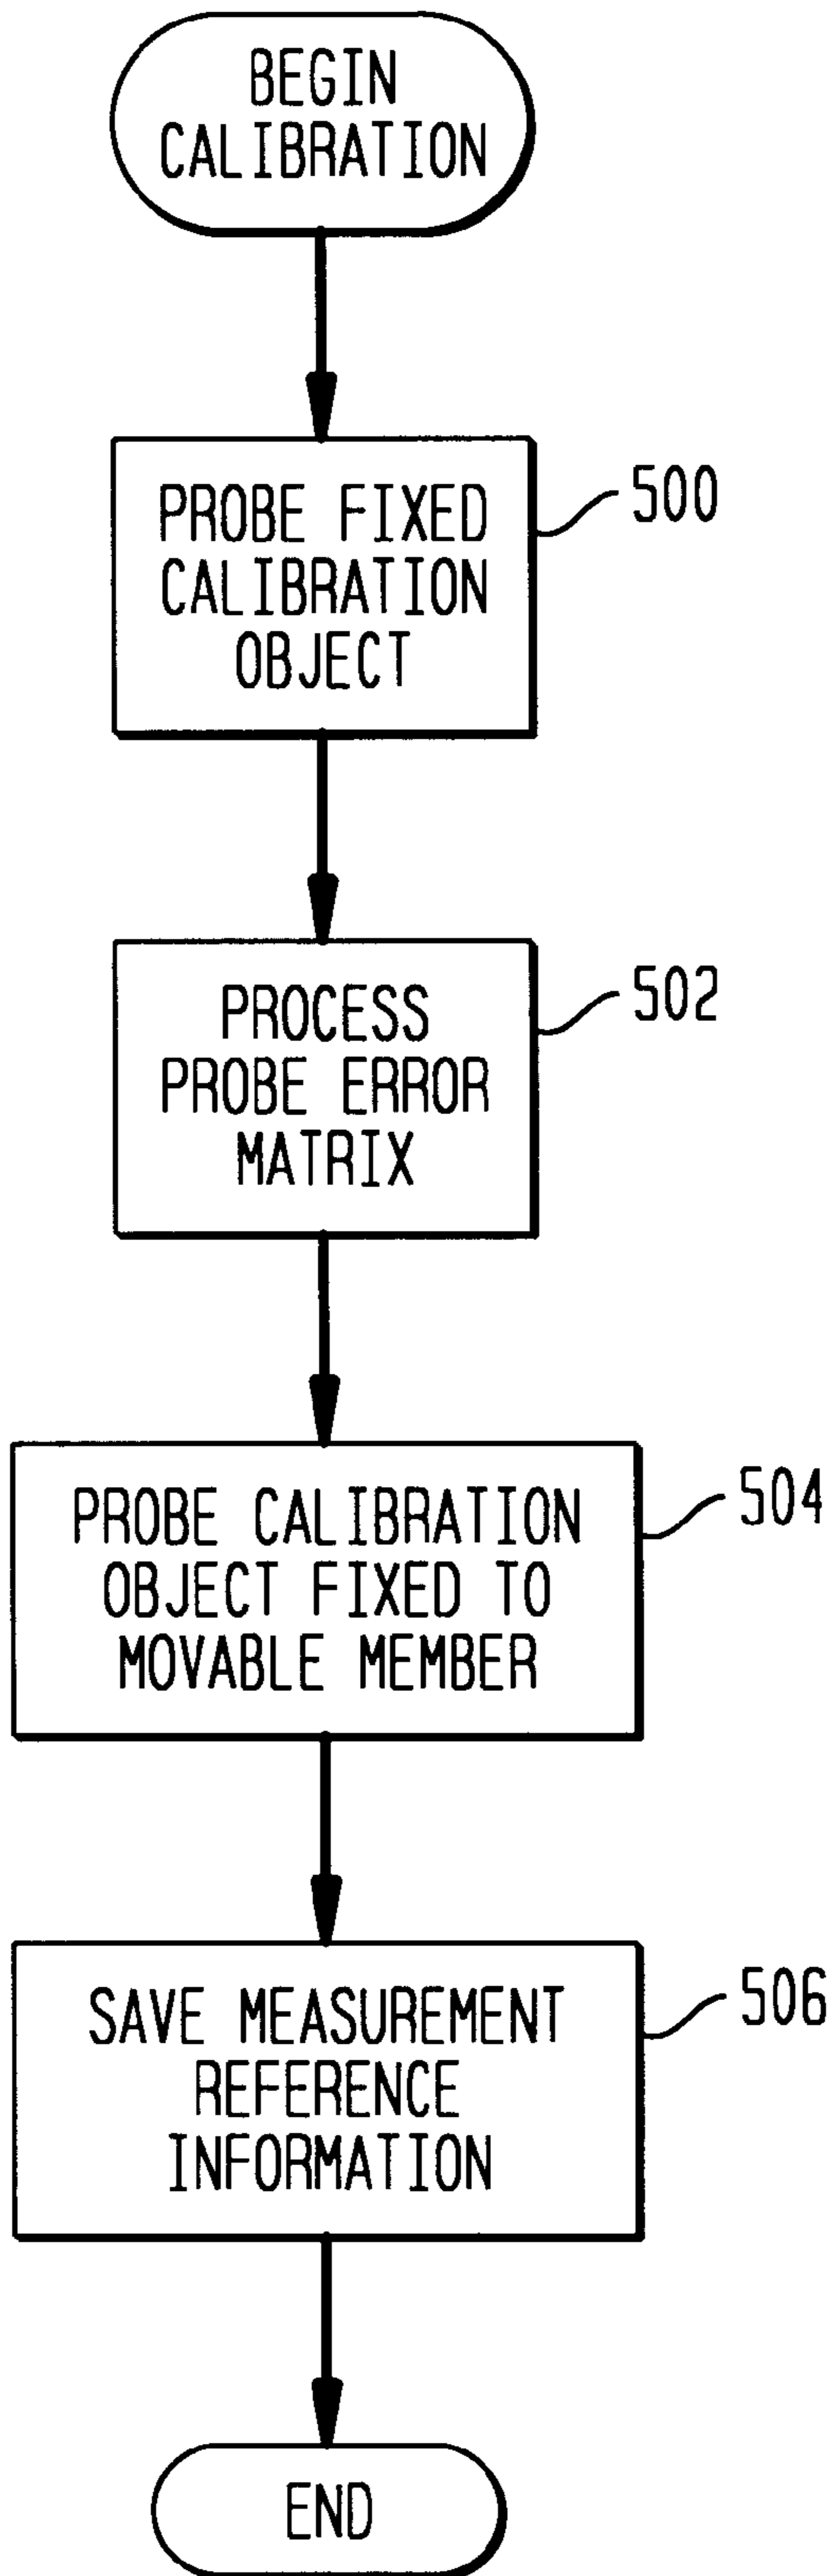 BEGIN
CALIBRATION
PROBE FIXED
CALIBRATION
OBJECT
500
PROCESS
PROBE ERROR
MATRIX
502
PROBE CALIBRATION
OBJECT FIXED TO
MOVABLE MEMBER
504
SAVE MEASUREMENT
REFERENCE
INFORMATION
506
END